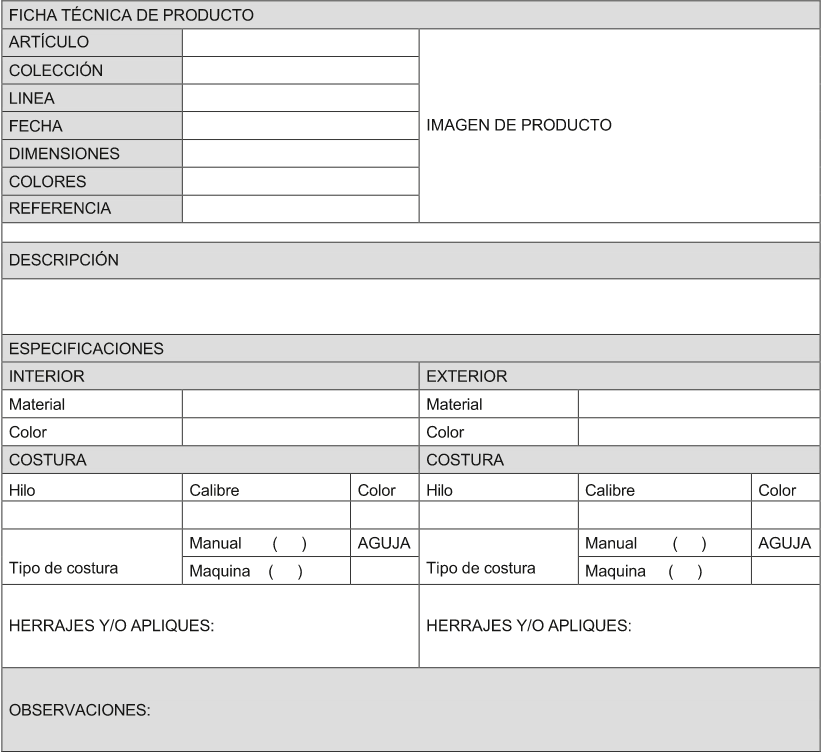 FICHA TÉCNICA DE PRODUCTO
ARTÍCULO
COLECCIÓN
LINEA
FECHA
DIMENSIONES
COLORES
REFERENCIA
IMAGEN DE PRODUCTO
DESCRIPCIÓN
ESPECIFICACIONES
INTERIOR EXTERIOR
Material Material
Color Color
COSTURA COSTURA
Hilo Calibre Color Hilo Calibre Color
Manual ( ) AGUJA Manual ( ) AGUJA
Tipo de costura Maquina ( ) Tipo de costura Maquina ( )
HERRAJES Y/O APLIQUES: HERRAJES Y/O APLIQUES:
OBSERVACIONES: